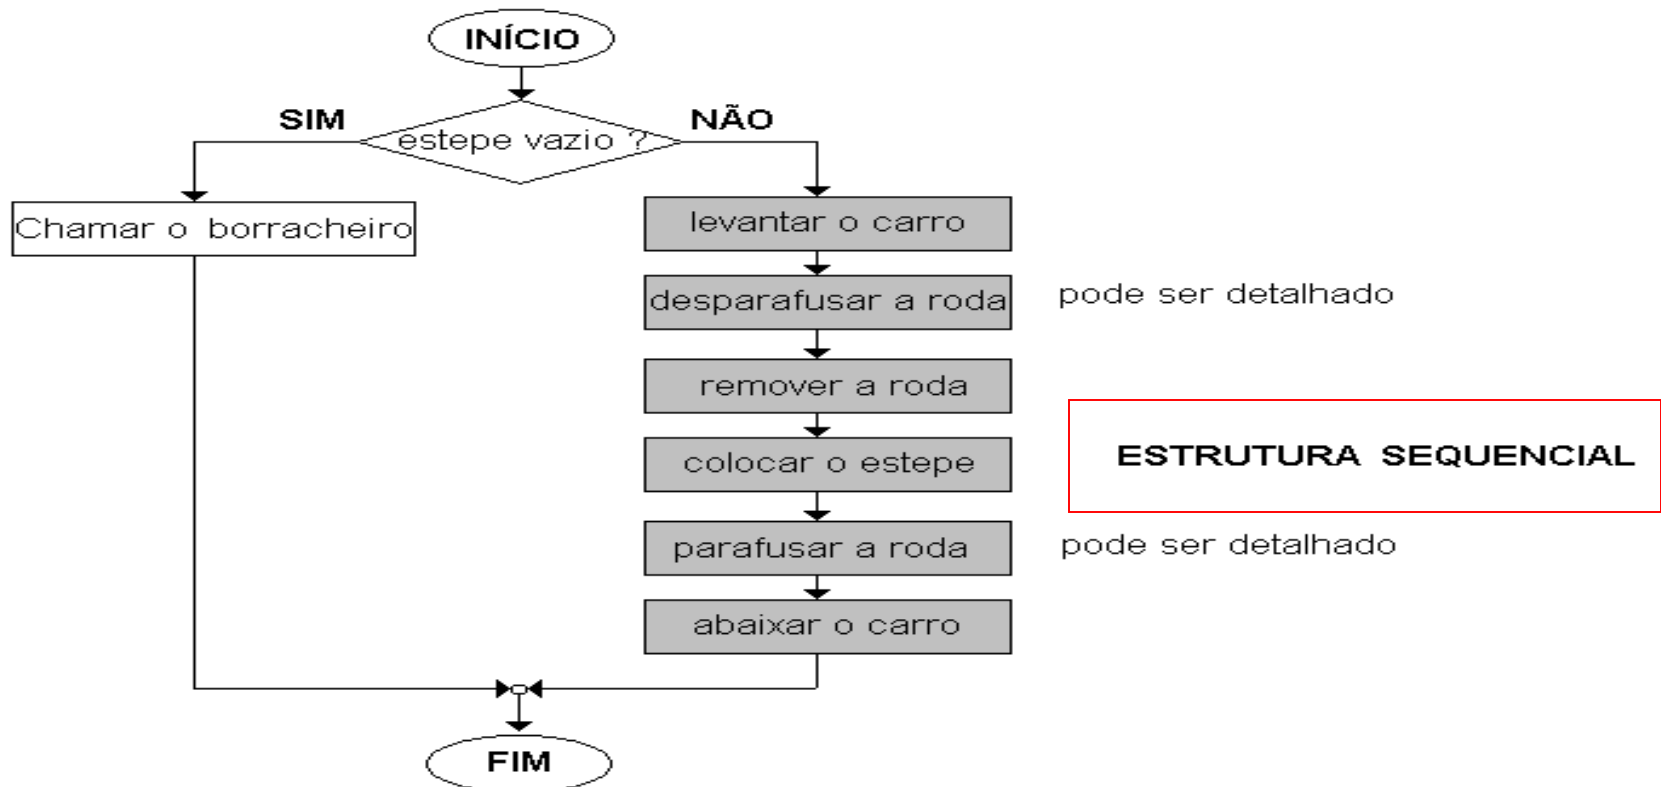 INÍCIO
SIM
NÃO
estepe vazio ?
Chamar o borracheiro
levantar o carro
desparafusar a roda
pode ser detalhado
remover a roda
colocar o estepe
ESTRUTURA SEQUENCIAL
parafusar a roda
pode ser detalhado
abaixar o carro
FIM